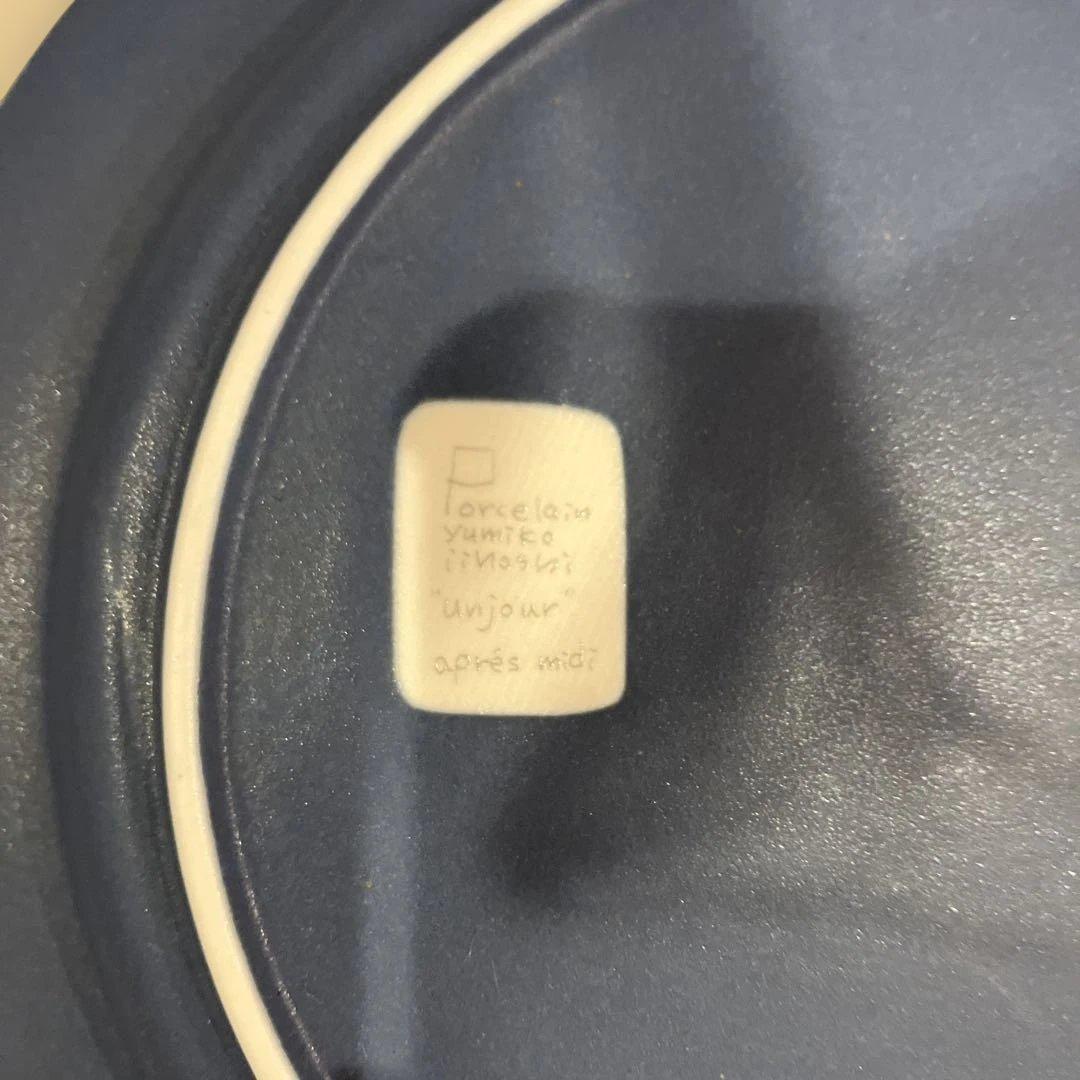 Porcelain
yumiko
iihoshi
"unjour"
aprés midi